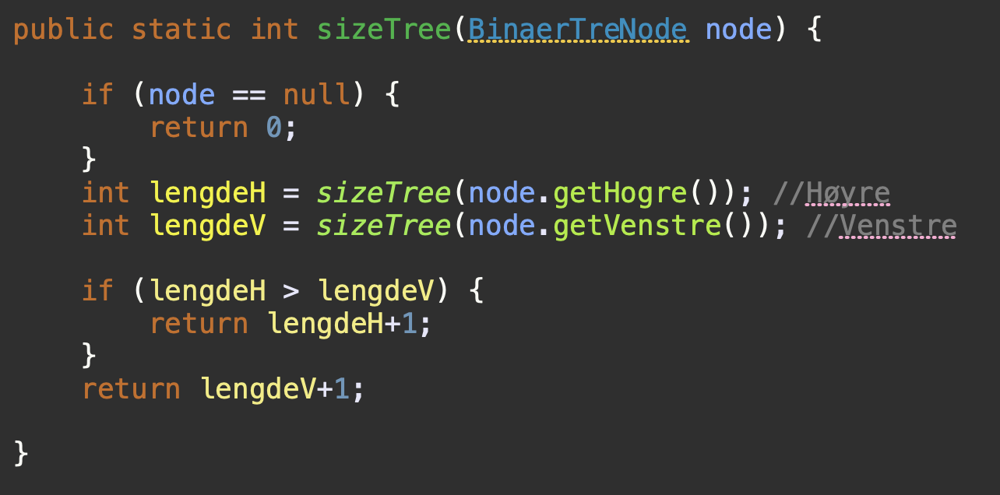 public static int sizeTree(BinaerTreNode node) {
if (node == null) {
return 0;
}
int lengdeH = sizeTree(node.getHogre()); //Høyre
int lengdeV = sizeTree(node.getVenstre()); //Venstre
if (lengdeH > lengdeV) {
return lengdeH+1;
}
return lengdeV+1;
}